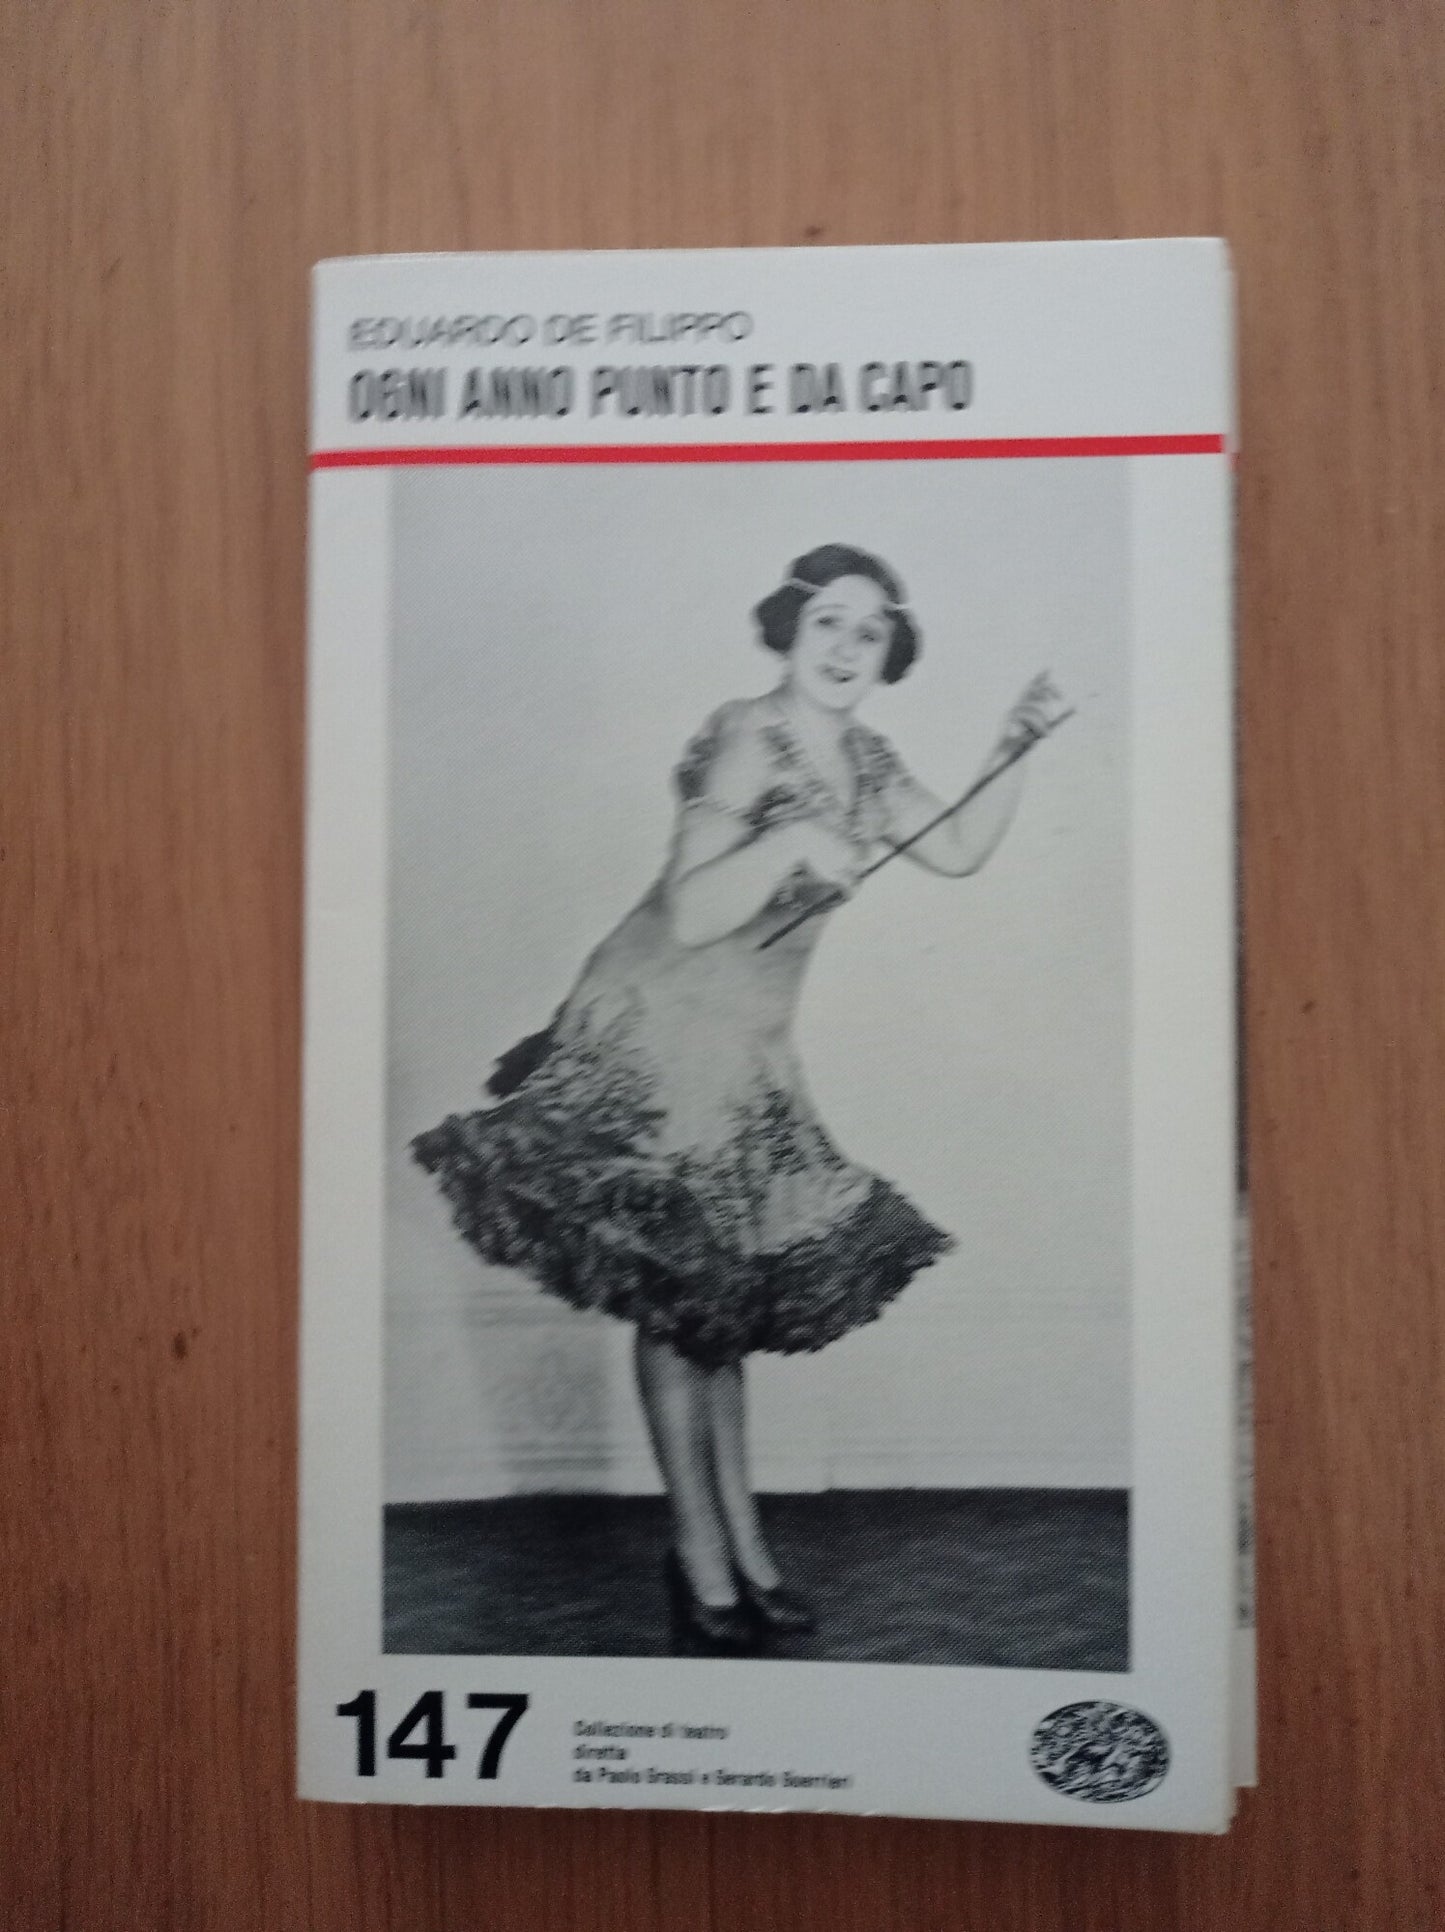 EDUARDO DE FILIPPO
OGNI ANNO PUNTO E DA CAPO
147
Collezione di teatro
diretta
da Paolo Grassi e Gerardo Guerrieri